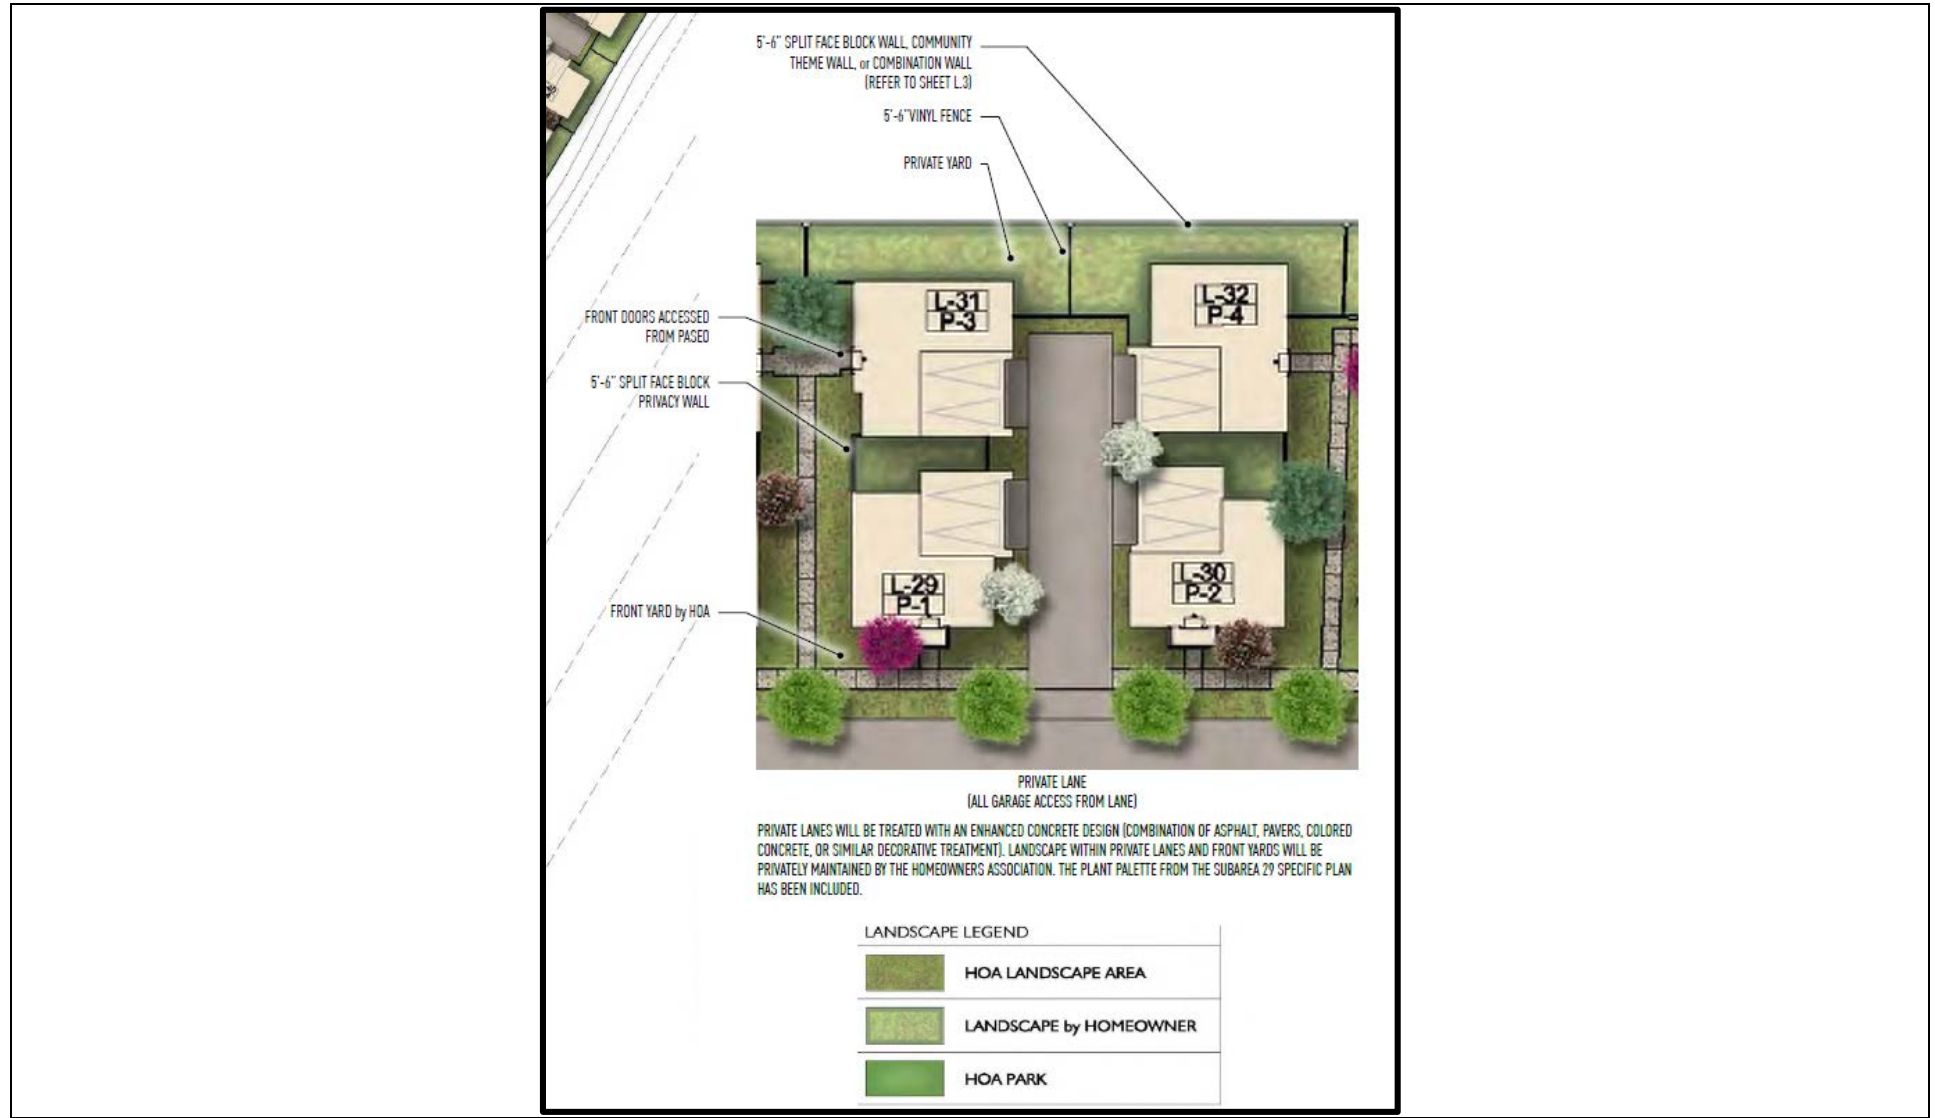 5'-6" SPLIT FACE BLOCK WALL, COMMUNITY
THEME WALL, or COMBINATION WALL
(REFER TO SHEET L.3)
5'-6"VINYL FENCE
PRIVATE YARD
L-31
P-3
L-32
P-4
FRONT DOORS ACCESSED
FROM PASEO
5'-6" SPLIT FACE BLOCK
PRIVACY WALL
L-29
P-1
L-30
P-2
FRONT YARD by HOA
PRIVATE LANE
(ALL GARAGE ACCESS FROM LANE)
PRIVATE LANES WILL BE TREATED WITH AN ENHANCED CONCRETE DESIGN (COMBINATION OF ASPHALT, PAVERS, COLORED
CONCRETE, OR SIMILAR DECORATIVE TREATMENT). LANDSCAPE WITHIN PRIVATE LANES AND FRONT YARDS WILL BE
PRIVATELY MAINTAINED BY THE HOMEOWNERS ASSOCIATION. THE PLANT PALETTE FROM THE SUBAREA 29 SPECIFIC PLAN
HAS BEEN INCLUDED.
LANDSCAPE LEGEND
HOA LANDSCAPE AREA
LANDSCAPE by HOMEOWNER
HOA PARK